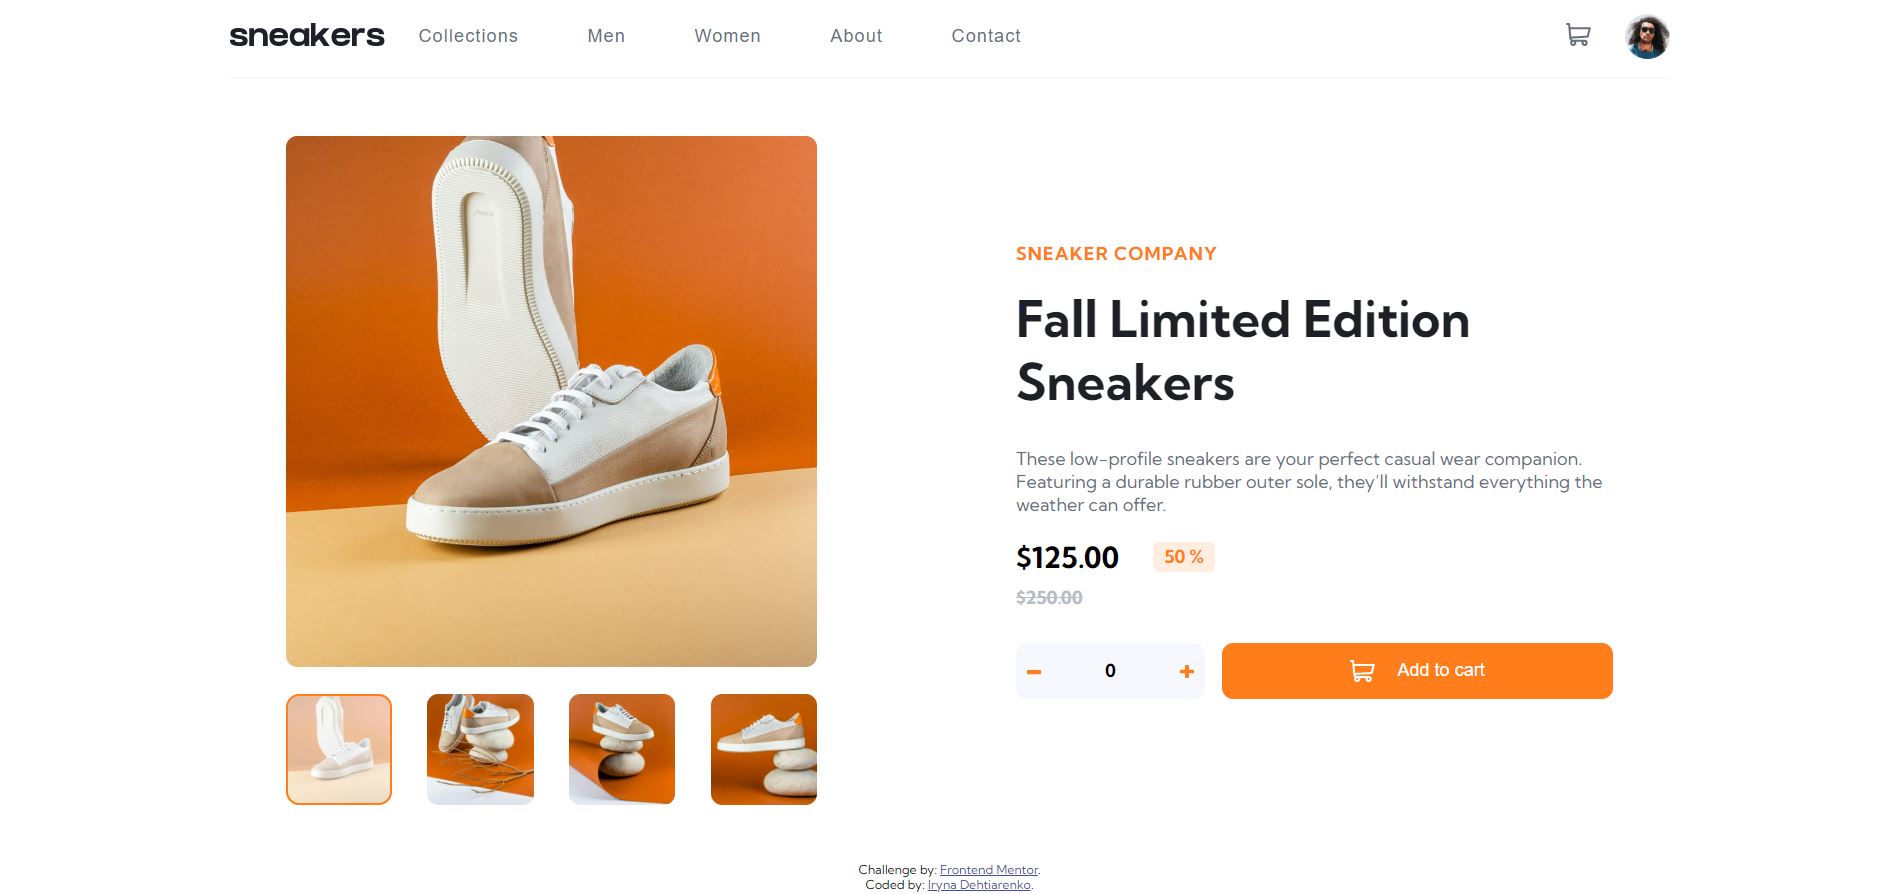 sneakers Collections Men Women About Contact
SNEAKER COMPANY
Fall Limited Edition
Sneakers
These low-profile sneakers are your perfect casual wear companion.
Featuring a durable rubber outer sole, they’ll withstand everything the
weather can offer.
$125.00 50 %
$250.00
0 Add to cart
Challenge by: Frontend Mentor.
Coded by: Iryna Dehtiarenko.